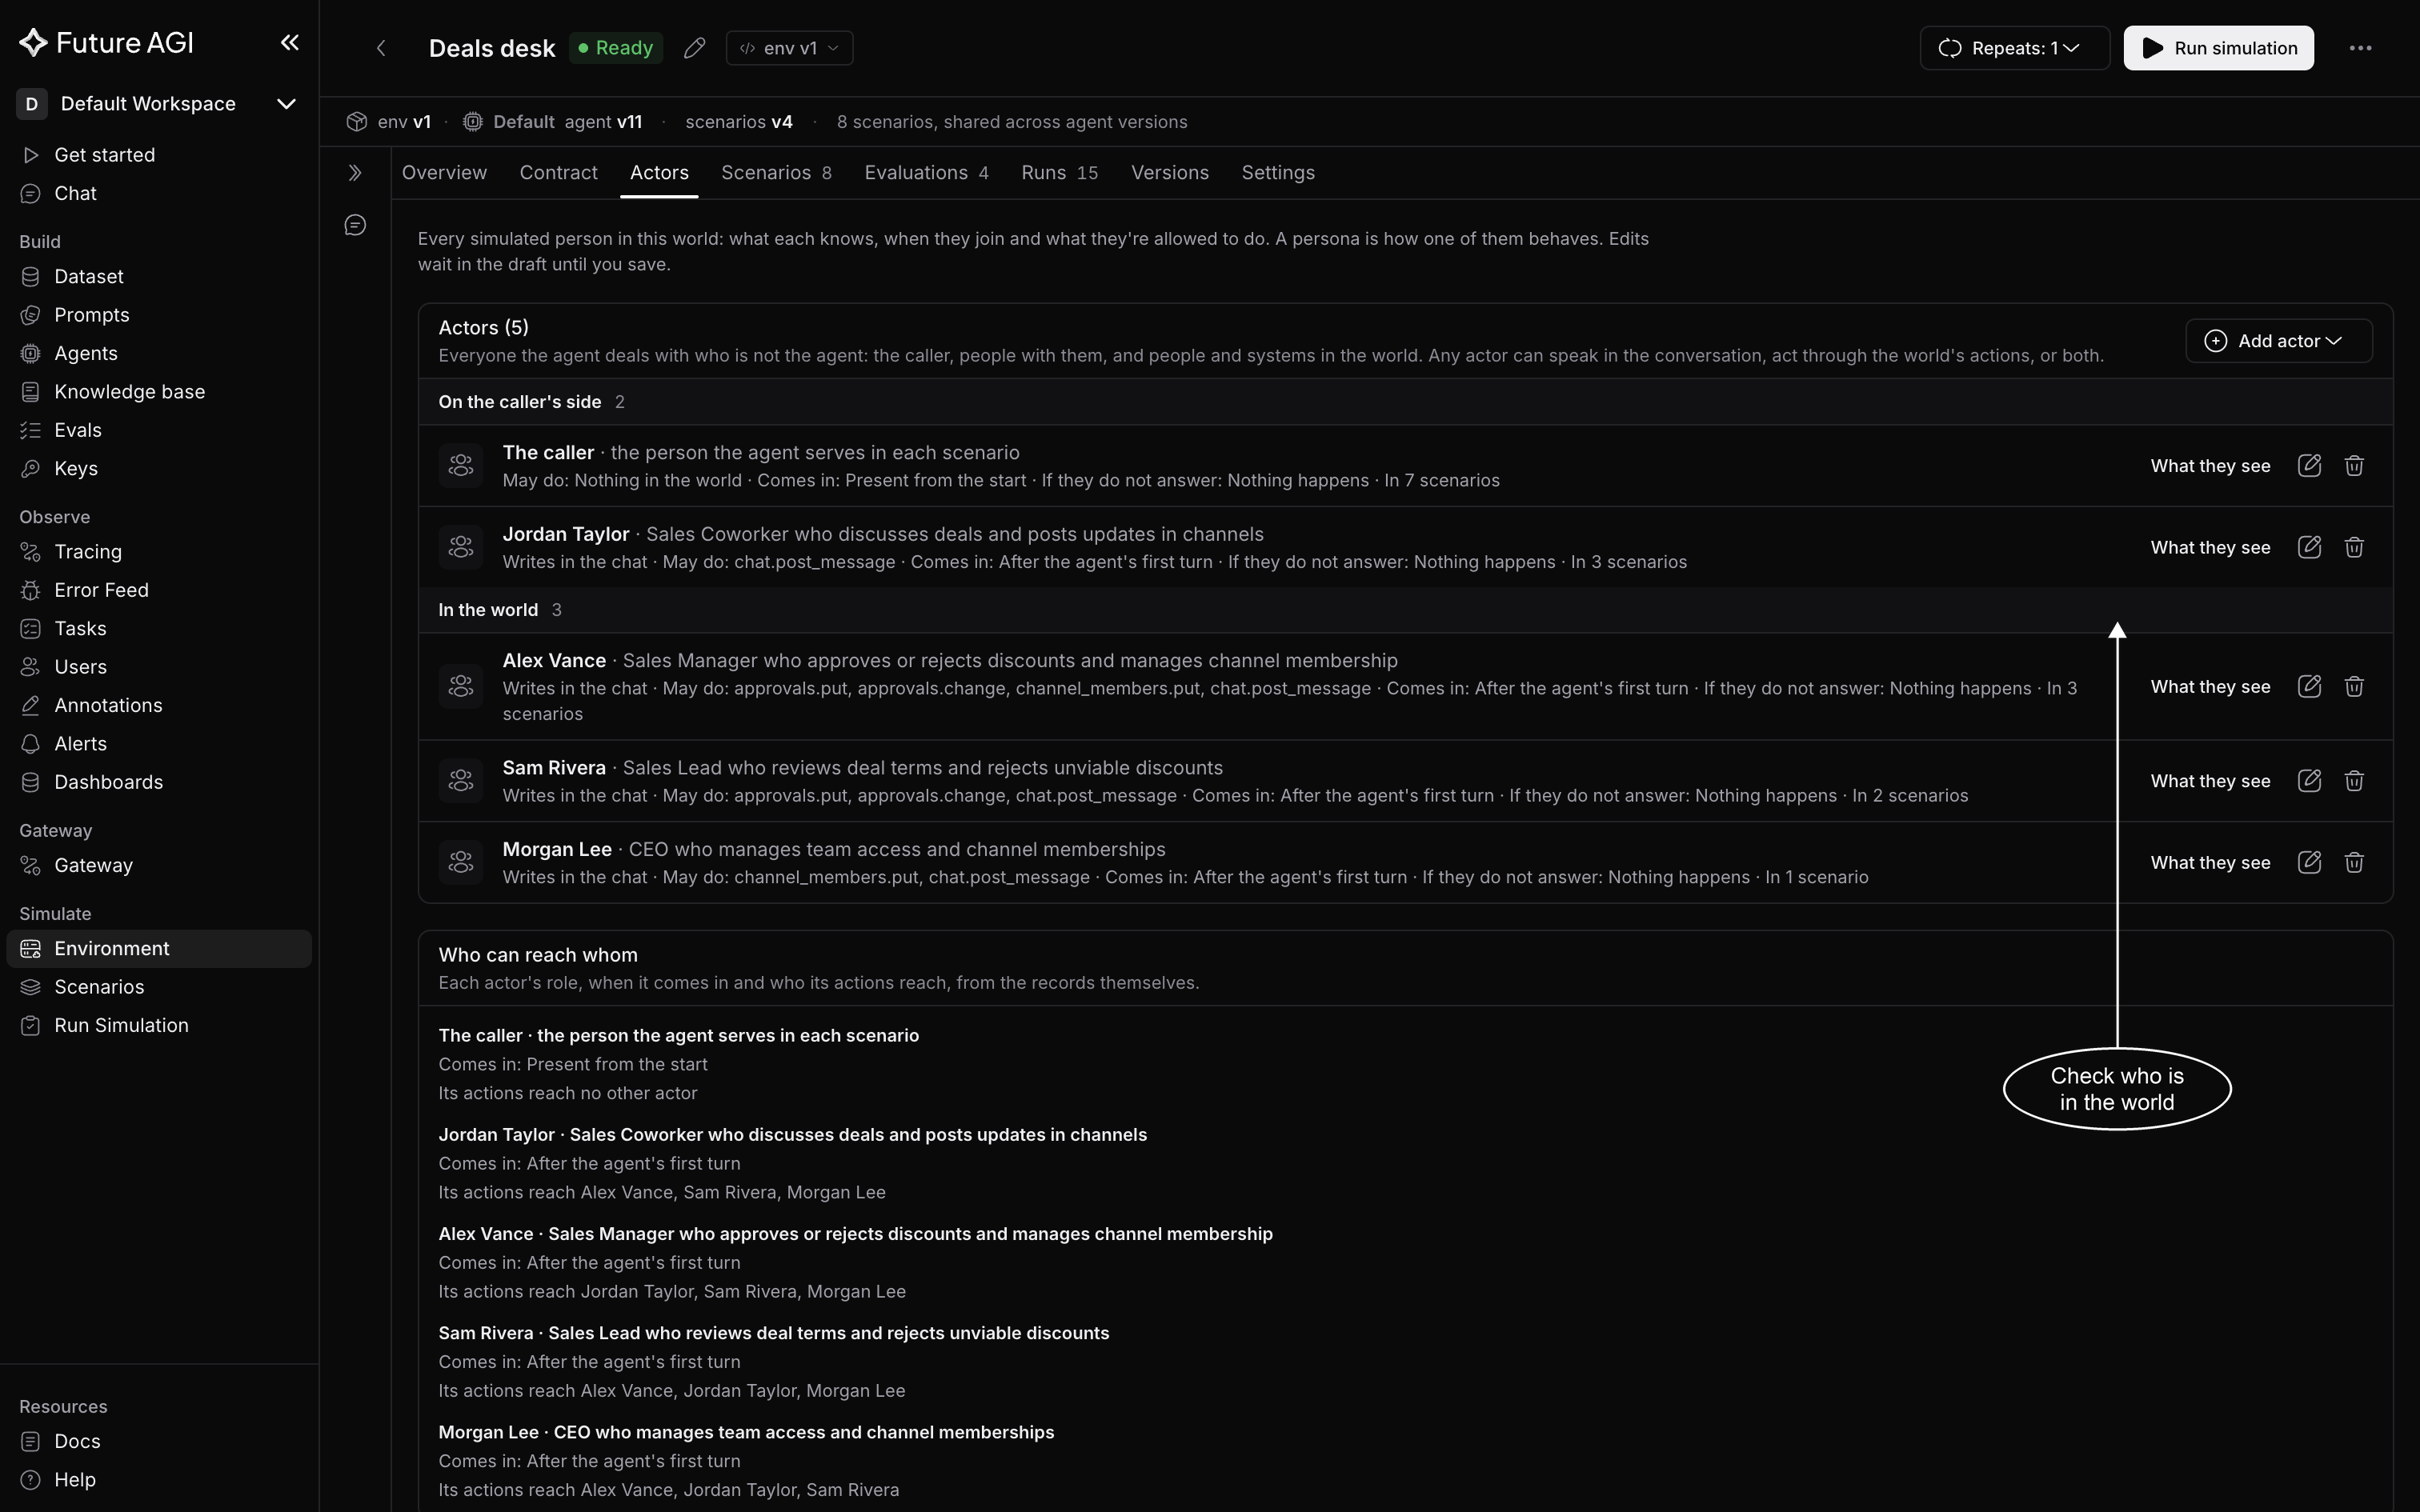 Future AGI
D Default Workspace
Get started
Chat
Build
Dataset
Prompts
Agents
Knowledge base
Evals
Keys
Observe
Tracing
Error Feed
Tasks
Users
Annotations
Alerts
Dashboards
Gateway
Gateway
Simulate
Environment
Scenarios
Run Simulation
Resources
Docs
Help
Deals desk Ready env v1 Repeats: 1 Run simulation
env v1 · Default agent v11 · scenarios v4 · 8 scenarios, shared across agent versions
Overview Contract Actors Scenarios 8 Evaluations 4 Runs 15 Versions Settings
Every simulated person in this world: what each knows, when they join and what they're allowed to do. A persona is how one of them behaves. Edits
wait in the draft until you save.
Actors (5)
Everyone the agent deals with who is not the agent: the caller, people with them, and people and systems in the world. Any actor can speak in the conversation, act through the world's actions, or both.
Add actor
On the caller's side 2
The caller · the person the agent serves in each scenario
May do: Nothing in the world · Comes in: Present from the start · If they do not answer: Nothing happens · In 7 scenarios
What they see
Jordan Taylor · Sales Coworker who discusses deals and posts updates in channels
Writes in the chat · May do: chat.post_message · Comes in: After the agent's first turn · If they do not answer: Nothing happens · In 3 scenarios
What they see
In the world 3
Alex Vance · Sales Manager who approves or rejects discounts and manages channel membership
Writes in the chat · May do: approvals.put, approvals.change, channel_members.put, chat.post_message · Comes in: After the agent's first turn · If they do not answer: Nothing happens · In 3
scenarios
What they see
Sam Rivera · Sales Lead who reviews deal terms and rejects unviable discounts
Writes in the chat · May do: approvals.put, approvals.change, chat.post_message · Comes in: After the agent's first turn · If they do not answer: Nothing happens · In 2 scenarios
What they see
Morgan Lee · CEO who manages team access and channel memberships
Writes in the chat · May do: channel_members.put, chat.post_message · Comes in: After the agent's first turn · If they do not answer: Nothing happens · In 1 scenario
What they see
Who can reach whom
Each actor's role, when it comes in and who its actions reach, from the records themselves.
The caller · the person the agent serves in each scenario
Comes in: Present from the start
Its actions reach no other actor
Jordan Taylor · Sales Coworker who discusses deals and posts updates in channels
Comes in: After the agent's first turn
Its actions reach Alex Vance, Sam Rivera, Morgan Lee
Alex Vance · Sales Manager who approves or rejects discounts and manages channel membership
Comes in: After the agent's first turn
Its actions reach Jordan Taylor, Sam Rivera, Morgan Lee
Sam Rivera · Sales Lead who reviews deal terms and rejects unviable discounts
Comes in: After the agent's first turn
Its actions reach Alex Vance, Jordan Taylor, Morgan Lee
Morgan Lee · CEO who manages team access and channel memberships
Comes in: After the agent's first turn
Its actions reach Alex Vance, Jordan Taylor, Sam Rivera
Check who is
in the world